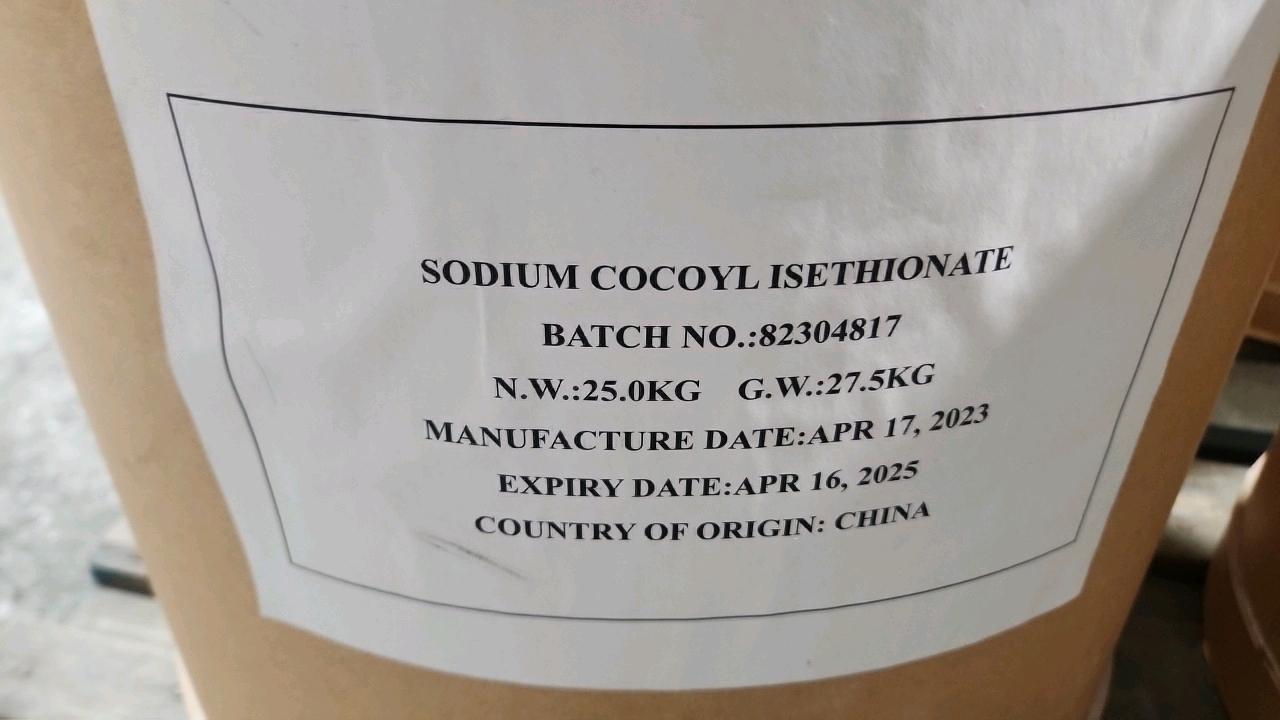 SODIUM COCOYL ISETHIONATE
BATCH NO.:82304817
N.W.:25.0KG G.W.:27.5KG
MANUFACTURE DATE:APR 17, 2023
EXPIRY DATE:APR 16, 2025
COUNTRY OF ORIGIN: CHINA